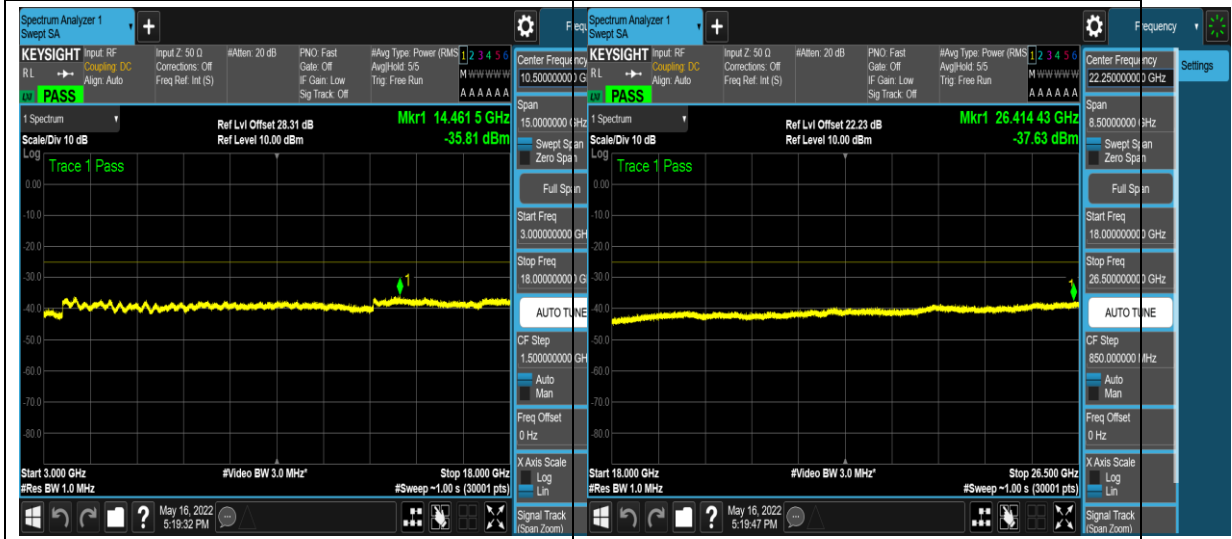 Spectrum Analyzer 1
Swept SA
+
Frequ
KEYSIGHT
RL
PASS
Input: RF
Coupling: DC
Align: Auto
Input Z: 50 Ω
Corrections: Off
Freq Ref: Int (S)
#Atten: 20 dB
PNO: Fast
Gate: Off
IF Gain: Low
Sig Track: Off
#Avg Type: Power (RMS
Avg|Hold: 5/5
Trig: Free Run
1 2 3 4 5 6
M W W W W W
A A A A A A
1 Spectrum
Scale/Div 10 dB
Log
Ref Lvl Offset 28.31 dB
Ref Level 10.00 dBm
Mkr1 14.461 5 GHz
-35.81 dBm
Trace 1 Pass
1
0.00
-10.0
-20.0
-30.0
-40.0
-50.0
-60.0
-70.0
-80.0
Start 3.000 GHz
#Res BW 1.0 MHz
#Video BW 3.0 MHz*
Stop 18.000 GHz
#Sweep ~1.00 s (30001 pts)
?
May 16, 2022
5:19:32 PM
Center Frequency
10.500000000 G
Span
15.0000000 GHz
Swept Span
Zero Span
Full Span
Start Freq
3.000000000 GH
Stop Freq
18.000000000 G
AUTO TUNE
CF Step
1.500000000 GH
Auto
Man
Freq Offset
0 Hz
X Axis Scale
Log
Lin
Signal Track
(Span Zoom)
Spectrum Analyzer 1
Swept SA
+
Frequency
KEYSIGHT
RL
PASS
Input: RF
Coupling: DC
Align: Auto
Input Z: 50 Ω
Corrections: Off
Freq Ref: Int (S)
#Atten: 20 dB
PNO: Fast
Gate: Off
IF Gain: Low
Sig Track: Off
#Avg Type: Power (RMS
Avg|Hold: 5/5
Trig: Free Run
1 2 3 4 5 6
M W W W W W
A A A A A A
1 Spectrum
Scale/Div 10 dB
Log
Ref Lvl Offset 22.23 dB
Ref Level 10.00 dBm
Mkr1 26.414 43 GHz
-37.63 dBm
Trace 1 Pass
1
0.00
-10.0
-20.0
-30.0
-40.0
-50.0
-60.0
-70.0
-80.0
Start 18.000 GHz
#Res BW 1.0 MHz
#Video BW 3.0 MHz*
Stop 26.500 GHz
#Sweep ~1.00 s (30001 pts)
?
May 16, 2022
5:19:47 PM
Center Frequency
22.250000000 GHz
Settings
Span
8.50000000 GHz
Swept Span
Zero Span
Full Span
Start Freq
18.000000000 GHz
Stop Freq
26.500000000 GHz
AUTO TUNE
CF Step
850.000000 MHz
Auto
Man
Freq Offset
0 Hz
X Axis Scale
Log
Lin
Signal Track
(Span Zoom)